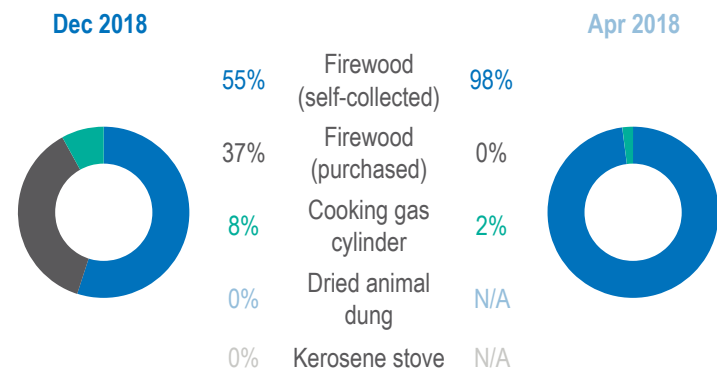 Dec 2018
Apr 2018
55%
Firewood
(self-collected)
98%
37%
Firewood
(purchased)
0%
8%
Cooking gas
cylinder
2%
0%
Dried animal
dung
N/A
0%
Kerosene stove
N/A